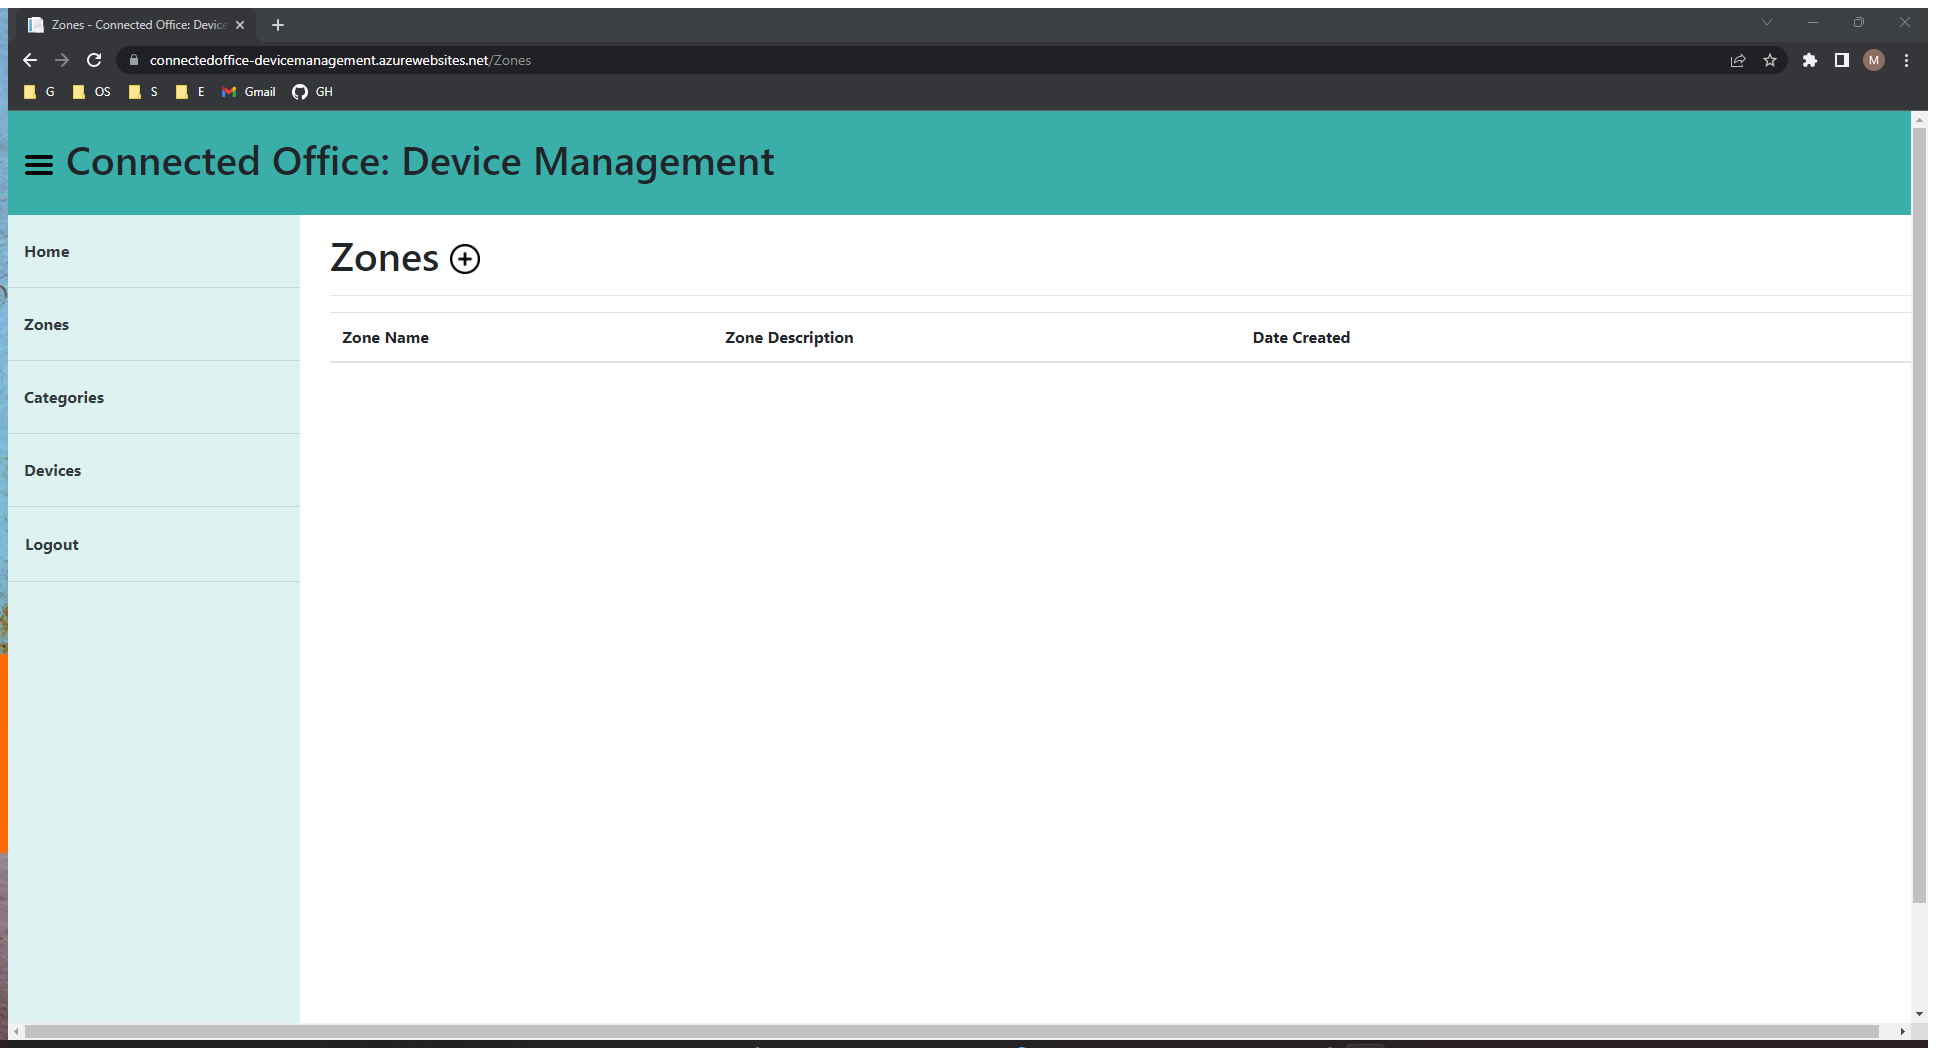 Zones - Connected Office: Device
connectedoffice-devicemanagement.azurewebsites.net/Zones
M
G OS S E Gmail GH
Connected Office: Device Management
Home
Zones
Categories
Devices
Logout
Zones
Zone Name Zone Description Date Created